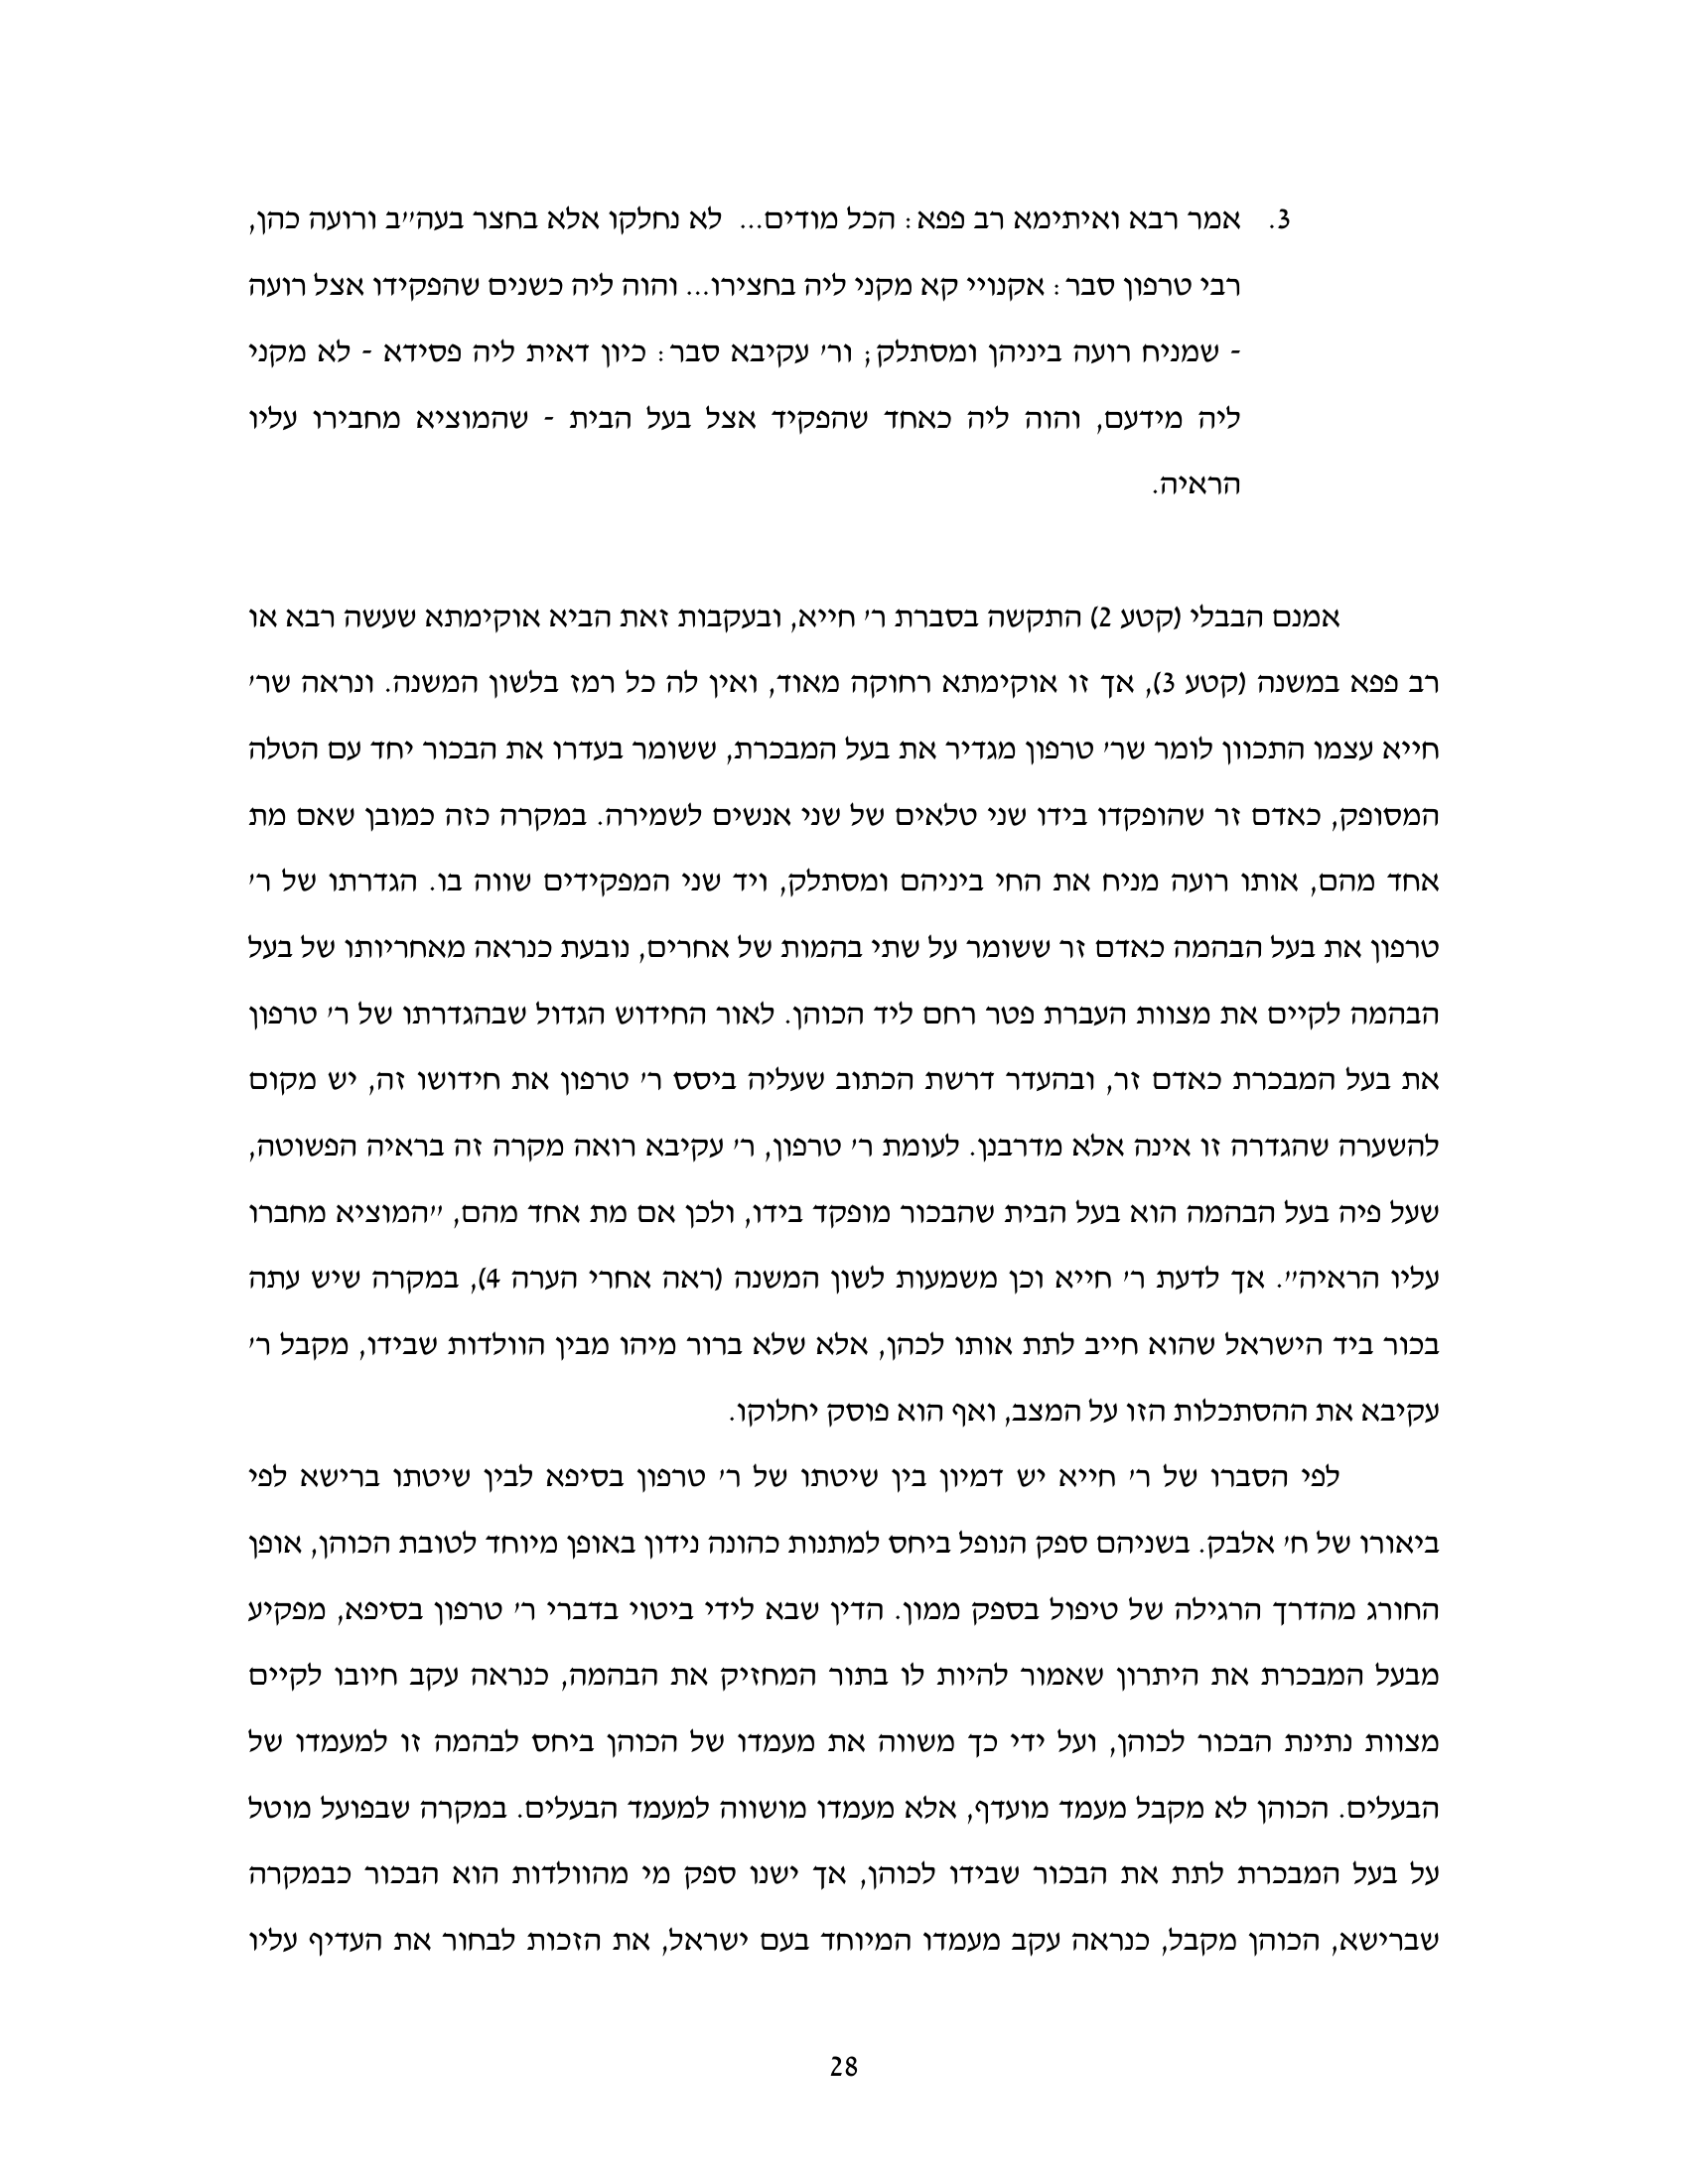 3. אמר רבא ואיתימא רב פפא: הכל מודים... לא נחלקו אלא בחצר בעה"ב ורועה כהן,
רבי טרפון סבר: אקנויי קא מקני ליה בחצירו... והוה ליה כשנים שהפקידו אצל רועה
- שמניח רועה ביניהן ומסתלק; ור' עקיבא סבר: כיון דאית ליה פסידא - לא מקני
ליה מידעם, והוה ליה כאחד שהפקיד אצל בעל הבית - שהמוציא מחבירו עליו
הראיה.
אמנם הבבלי (קטע 2) התקשה בסברת ר' חייא, ובעקבות זאת הביא אוקימתא שעשה רבא או
רב פפא במשנה (קטע 3), אך זו אוקימתא רחוקה מאוד, ואין לה כל רמז בלשון המשנה. ונראה שר'
חייא עצמו התכוון לומר שר' טרפון מגדיר את בעל המבכרת, ששומר בעדרו את הבכור יחד עם הטלה
המסופק, כאדם זר שהופקדו בידו שני טלאים של שני אנשים לשמירה. במקרה כזה כמובן שאם מת
אחד מהם, אותו רועה מניח את החי ביניהם ומסתלק, ויד שני המפקידים שווה בו. הגדרתו של ר'
טרפון את בעל הבהמה כאדם זר ששומר על שתי בהמות של אחרים, נובעת כנראה מאחריותו של בעל
הבהמה לקיים את מצוות העברת פטר רחם ליד הכוהן. לאור החידוש הגדול שבהגדרתו של ר' טרפון
את בעל המבכרת כאדם זר, ובהעדר דרשת הכתוב שעליה ביסס ר' טרפון את חידושו זה, יש מקום
להשערה שהגדרה זו אינה אלא מדרבנן. לעומת ר' טרפון, ר' עקיבא רואה מקרה זה בראיה הפשוטה,
שעל פיה בעל הבהמה הוא בעל הבית שהבכור מופקד בידו, ולכן אם מת אחד מהם, "המוציא מחברו
עליו הראיה". אך לדעת ר' חייא וכן משמעות לשון המשנה (ראה אחרי הערה 4), במקרה שיש עתה
בכור ביד הישראל שהוא חייב לתת אותו לכהן, אלא שלא ברור מיהו מבין הוולדות שבידו, מקבל ר'
עקיבא את ההסתכלות הזו על המצב, ואף הוא פוסק יחלוקו.
לפי הסברו של ר' חייא יש דמיון בין שיטתו של ר' טרפון בסיפא לבין שיטתו ברישא לפי
ביאורו של ח' אלבק. בשניהם ספק הנופל ביחס למתנות כהונה נידון באופן מיוחד לטובת הכוהן, אופן
החורג מהדרך הרגילה של טיפול בספק ממון. הדין שבא לידי ביטוי בדברי ר' טרפון בסיפא, מפקיע
מבעל המבכרת את היתרון שאמור להיות לו בתור המחזיק את הבהמה, כנראה עקב חיובו לקיים
מצוות נתינת הבכור לכוהן, ועל ידי כך משווה את מעמדו של הכוהן ביחס לבהמה זו למעמדו של
הבעלים. הכוהן לא מקבל מעמד מועדף, אלא מעמדו מושווה למעמד הבעלים. במקרה שבפועל מוטל
על בעל המבכרת לתת את הבכור שבידו לכוהן, אך ישנו ספק מי מהוולדות הוא הבכור כבמקרה
שברישא, הכוהן מקבל, כנראה עקב מעמדו המיוחד בעם ישראל, את הזכות לבחור את העדיף עליו
28